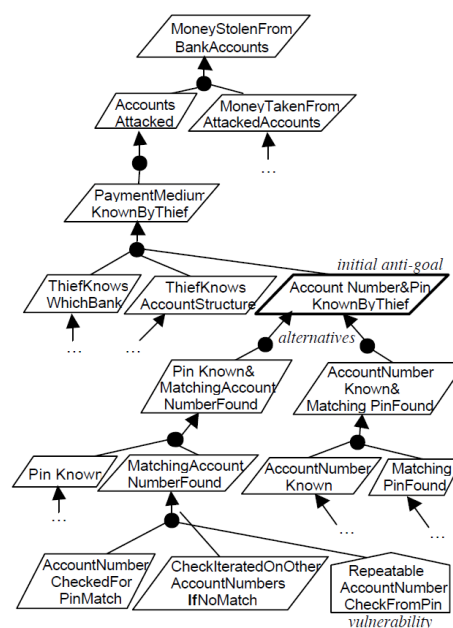 MoneyStolenFrom
BankAccounts
Accounts
Attacked
MoneyTakenFrom
AttackedAccounts
...
PaymentMedium
KnownByThief
initial anti-goal
ThiefKnows
WhichBank
ThiefKnows
AccountStructure
Account Number&Pin
KnownByThief
...
...
alternatives
Pin Known&
MatchingAccount
NumberFound
AccountNumber
Known&
Matching PinFound
Pin Known
MatchingAccount
NumberFound
AccountNumber
Known
Matching
PinFound
...
...
...
AccountNumber
CheckedFor
PinMatch
CheckIteratedOnOther
AccountNumbers
IfNoMatch
Repeatable
AccountNumber
CheckFromPin
vulnerability